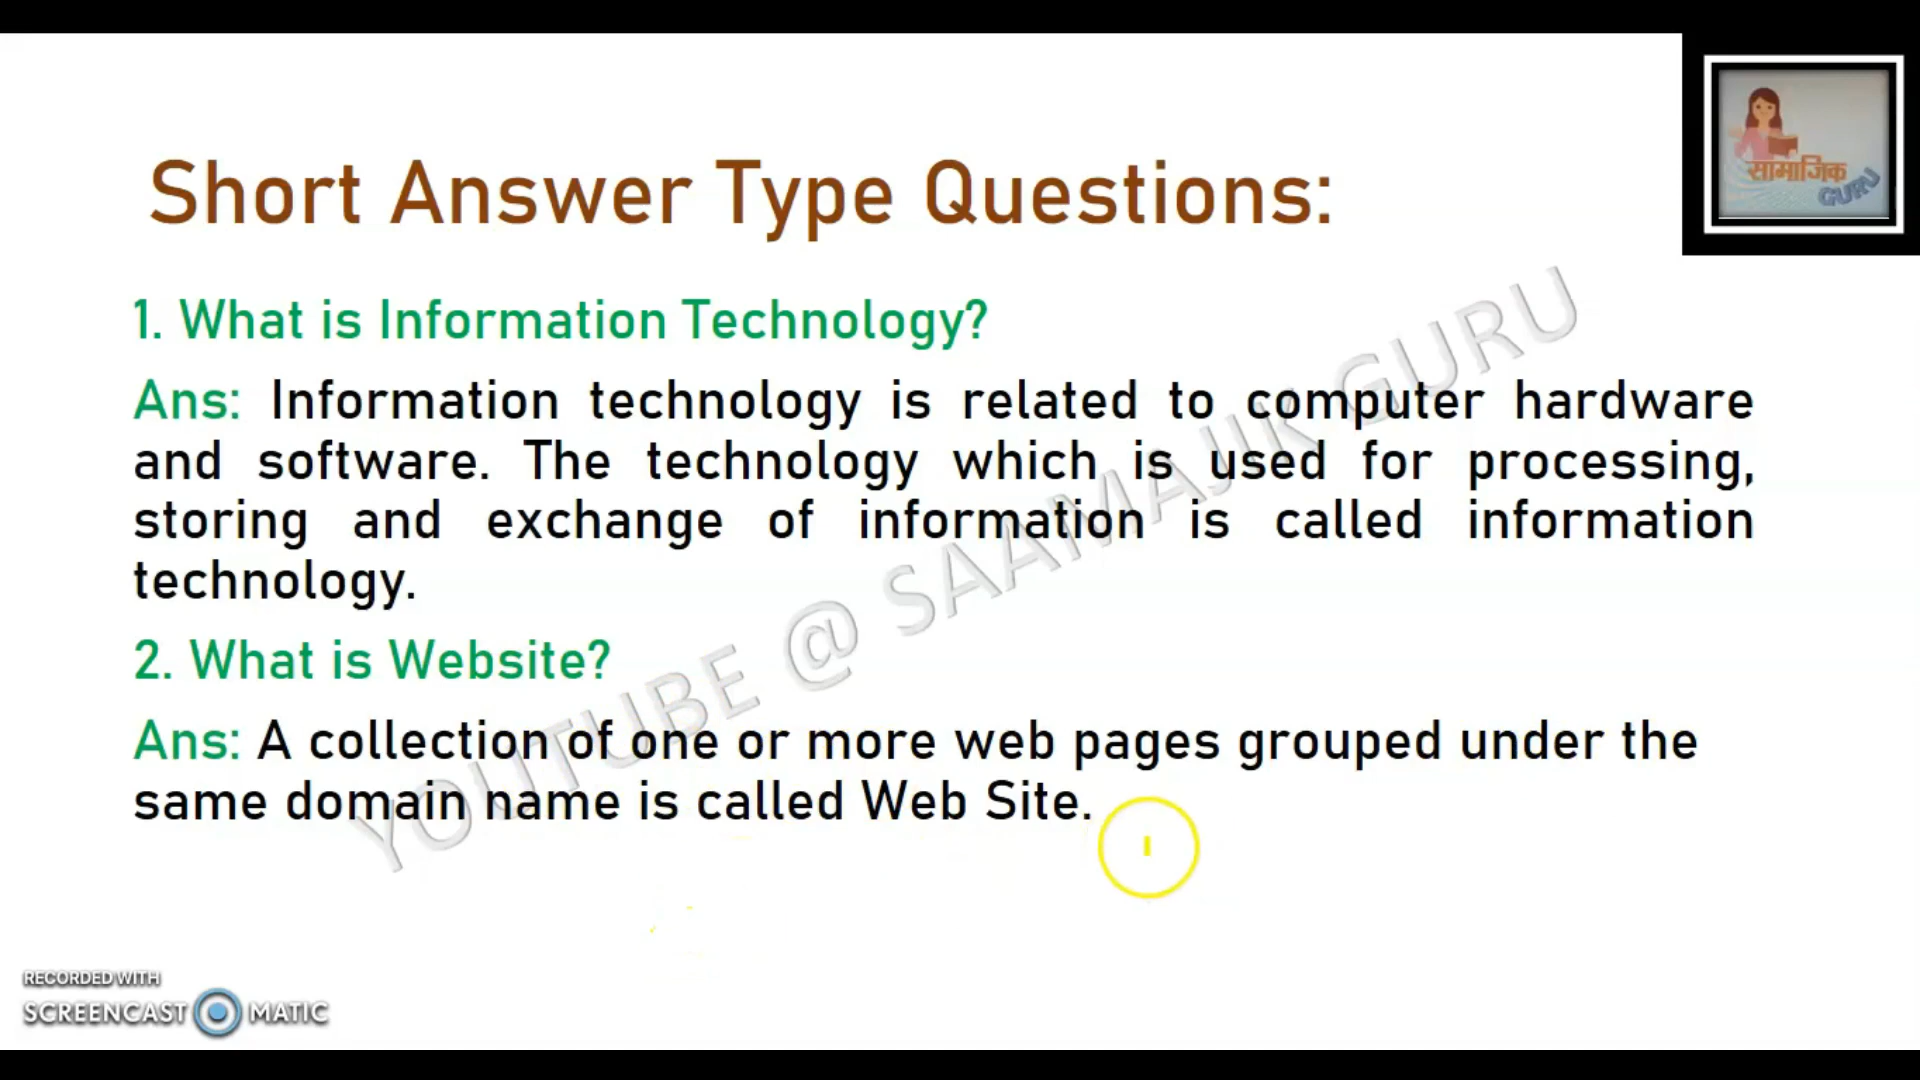 सामाजिक
GURU
Short Answer Type Questions:
1. What is Information Technology?
Ans: Information technology is related to computer hardware
and software. The technology which is used for processing,
storing and exchange of information is called information
technology.
2. What is Website?
Ans: A collection of one or more web pages grouped under the
same domain name is called Web Site.
YOUTUBE @ SAAMAJIK GURU
RECORDED WITH
SCREENCAST MATIC